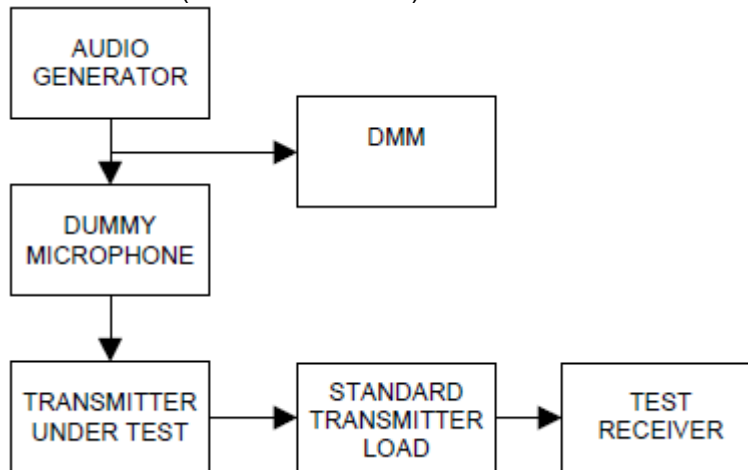 AUDIO
GENERATOR
DMM
DUMMY
MICROPHONE
TRANSMITTER
UNDER TEST
STANDARD
TRANSMITTER
LOAD
TEST
RECEIVER